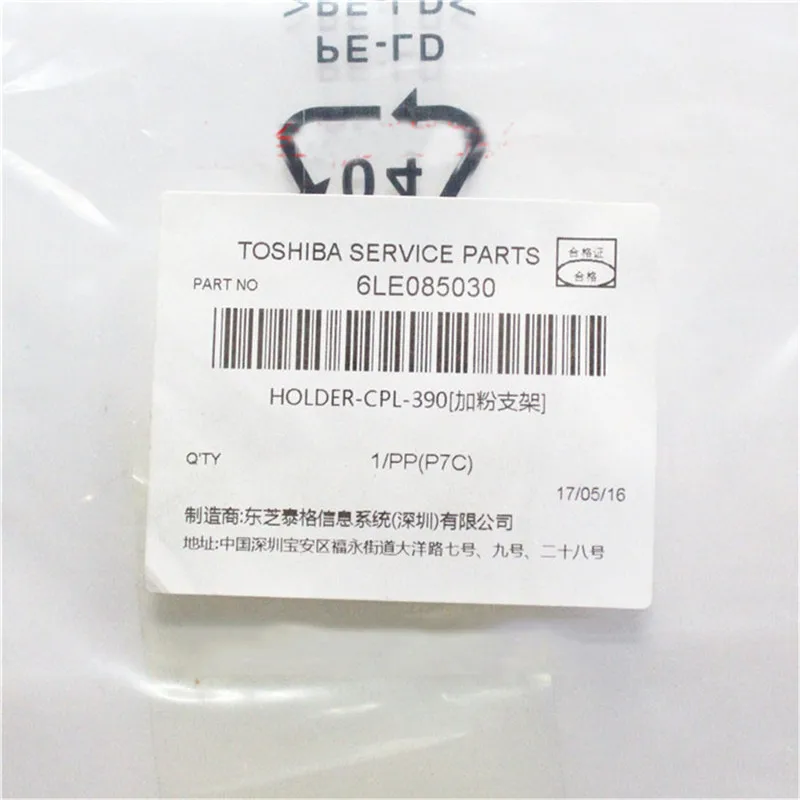 >PE-LD<
PE-LD
04
TOSHIBA SERVICE PARTS
合格证
合格
PART NO 6LE085030
HOLDER-CPL-390[加粉支架]
Q'TY 1/PP(P7C)
17/05/16
制造商:东芝泰格信息系统(深圳)有限公司
地址:中国深圳宝安区福永街道大洋路七号、九号、二十八号